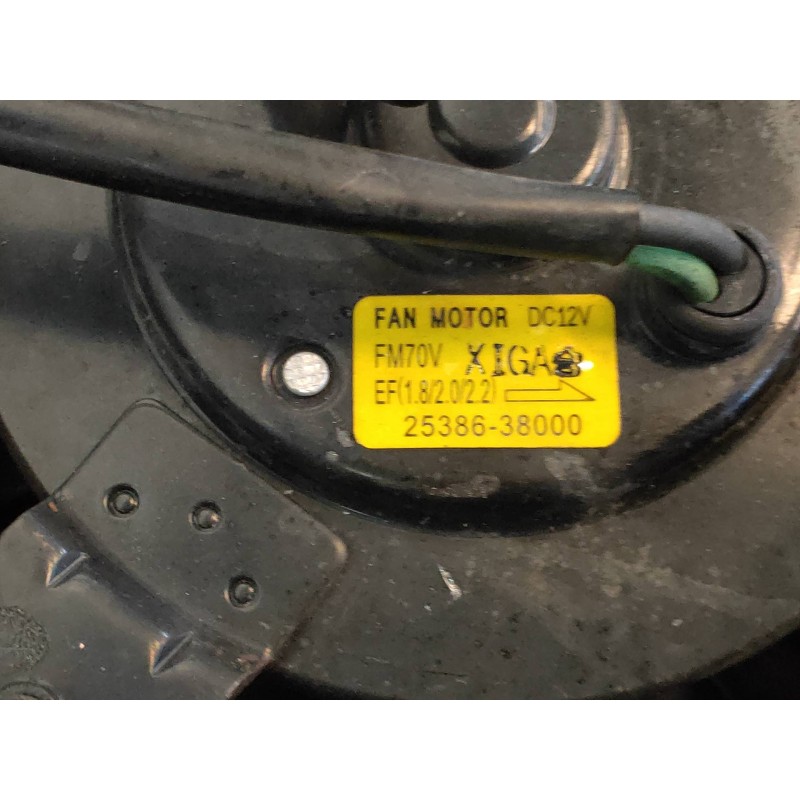 FAN MOTOR DC12V
FM70V XIGA
EF(1.8/2.0/2.2)
25386-38000